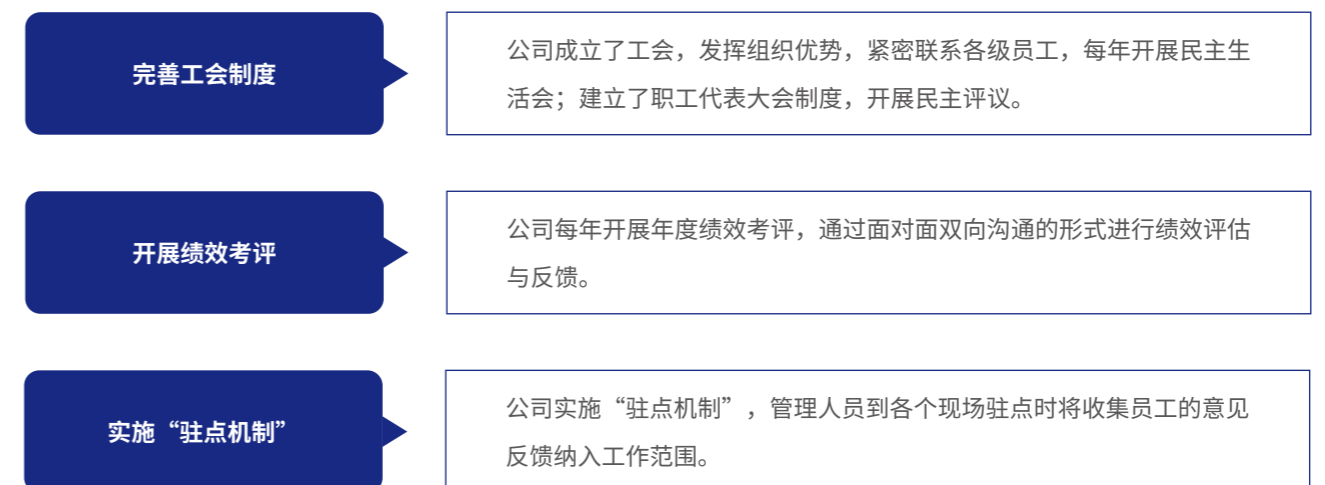 完善工会制度
公司成立了工会，发挥组织优势，紧密联系各级员工，每年开展民主生
活会；建立了职工代表大会制度，开展民主评议。
开展绩效考评
公司每年开展年度绩效考评，通过面对面双向沟通的形式进行绩效评估
与反馈。
实施“驻点机制”
公司实施“驻点机制”，管理人员到各个现场驻点时将收集员工的意见
反馈纳入工作范围。